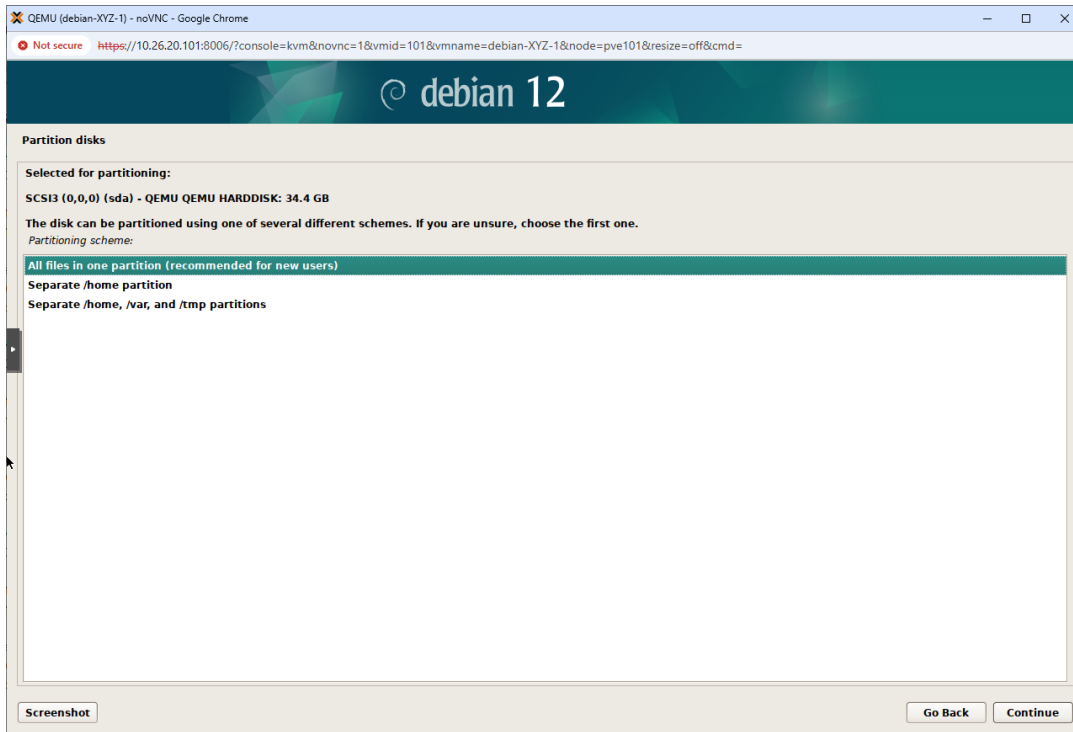 QEMU (debian-XYZ-1) - noVNC - Google Chrome
Not secure https://10.26.20.101:8006/?console=kvm&novnc=1&vmid=101&vmname=debian-XYZ-1&node=pve101&resize=off&cmd=
debian 12
Partition disks
Selected for partitioning:
SCSI3 (0,0,0) (sda) - QEMU QEMU HARDDISK: 34.4 GB
The disk can be partitioned using one of several different schemes. If you are unsure, choose the first one.
Partitioning scheme:
All files in one partition (recommended for new users)
Separate /home partition
Separate /home, /var, and /tmp partitions
Screenshot Go Back Continue